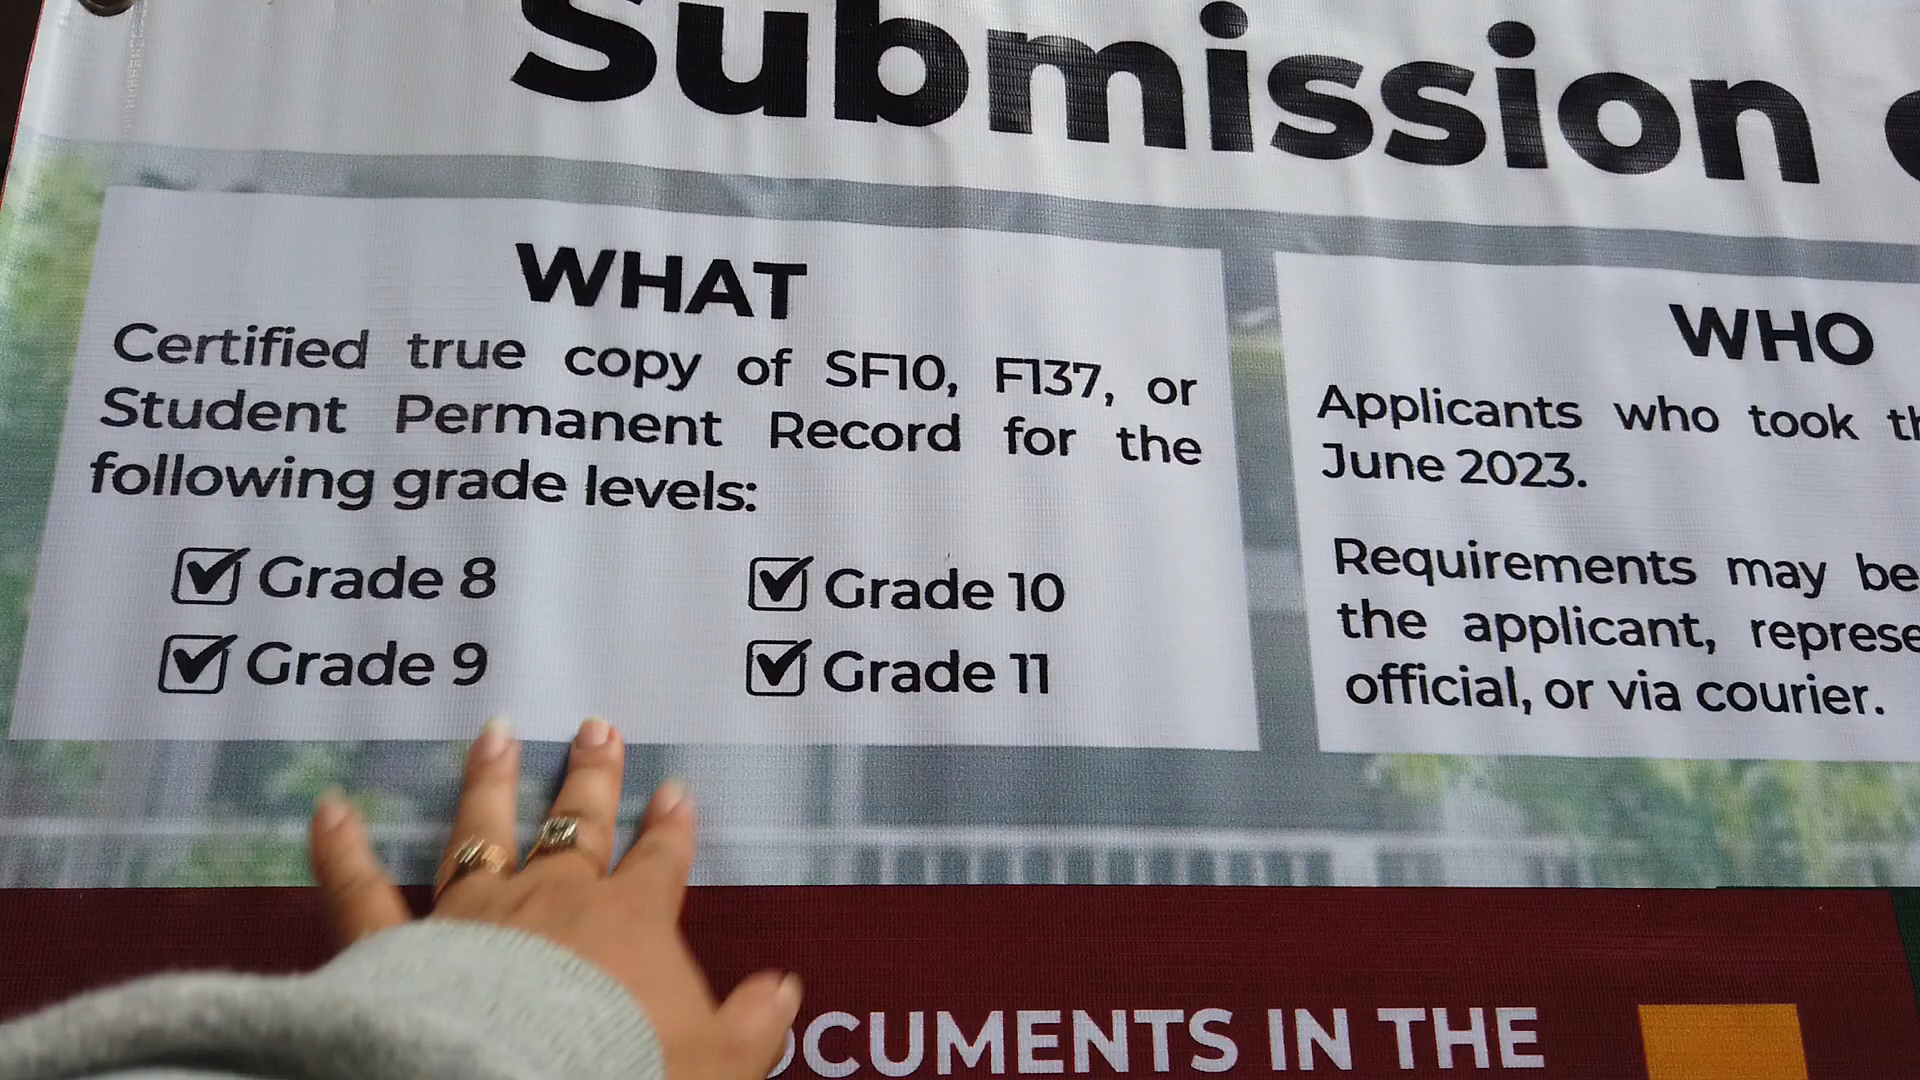 Submission
WHAT
Certified true copy of SF10, F137, or
Student Permanent Record for the
following grade levels:
Grade 8
Grade 9
Grade 10
Grade 11
WHO
Applicants who took
June 2023.
Requirements may be
the applicant,
official, or via courier.
IN THE